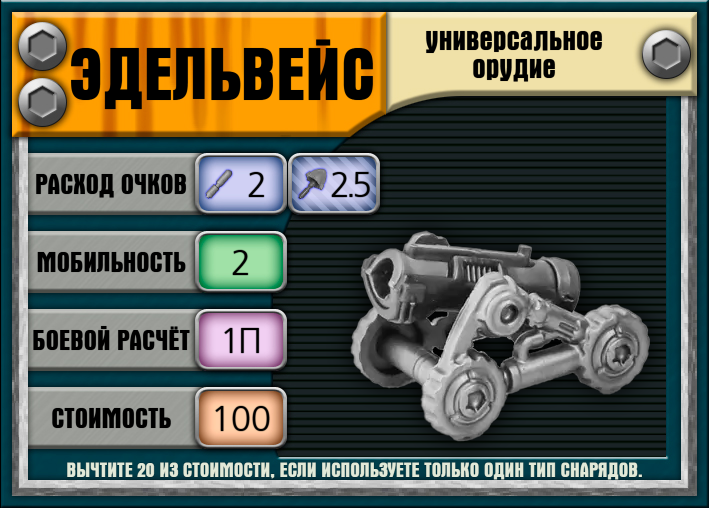 ЭДЕЛЬВЕЙС
универсальное
орудие
РАСХОД ОЧКОВ 2 2.5
МОБИЛЬНОСТЬ 2
БОЕВОЙ РАСЧЁТ 1П
СТОИМОСТЬ 100
ВЫЧТИТЕ 20 ИЗ СТОИМОСТИ, ЕСЛИ ИСПОЛЬЗУЕТЕ ТОЛЬКО ОДИН ТИП СНАРЯДОВ.